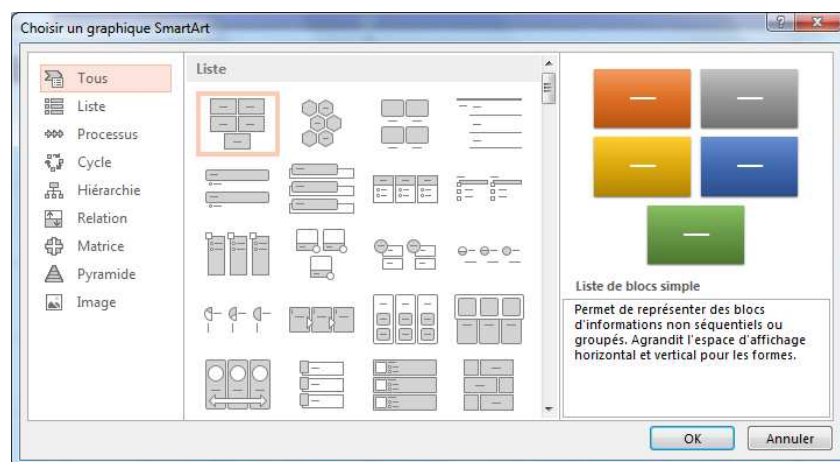 Choisir un graphique SmartArt
Tous
Liste
Processus
Cycle
Hiérarchie
Relation
Matrice
Pyramide
Image
Liste
Liste de blocs simple
Permet de représenter des blocs
d'informations non séquentiels ou
groupés. Agrandit l'espace d'affichage
horizontal et vertical pour les formes.
OK
Annuler